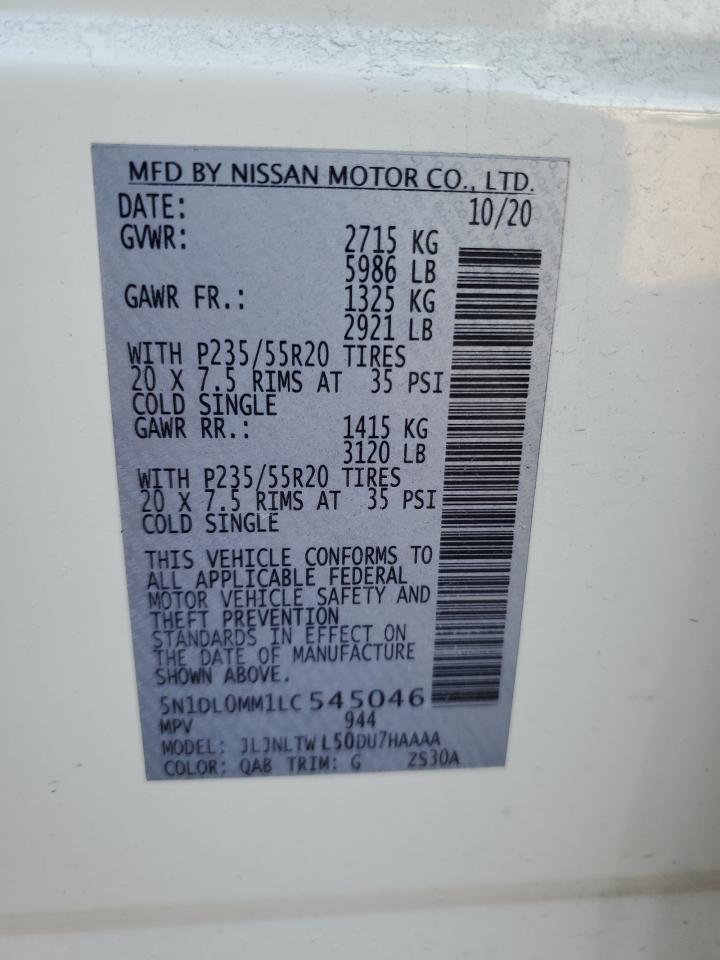 MFD BY NISSAN MOTOR CO., LTD.
DATE: 10/20
GVWR: 2715 KG
5986 LB
GAWR FR.: 1325 KG
2921 LB
WITH P235/55R20 TIRES
20 X 7.5 RIMS AT 35 PSI
COLD SINGLE
GAWR RR.: 1415 KG
3120 LB
WITH P235/55R20 TIRES
20 X 7.5 RIMS AT 35 PSI
COLD SINGLE
THIS VEHICLE CONFORMS TO
ALL APPLICABLE FEDERAL
MOTOR VEHICLE SAFETY AND
THEFT PREVENTION
STANDARDS IN EFFECT ON
THE DATE OF MANUFACTURE
SHOWN ABOVE.
5N1DL0MM1LC545046
MPV 944
MODEL: JLJNLTWL50DU7HAAAA
COLOR: QAB TRIM: G ZS30A